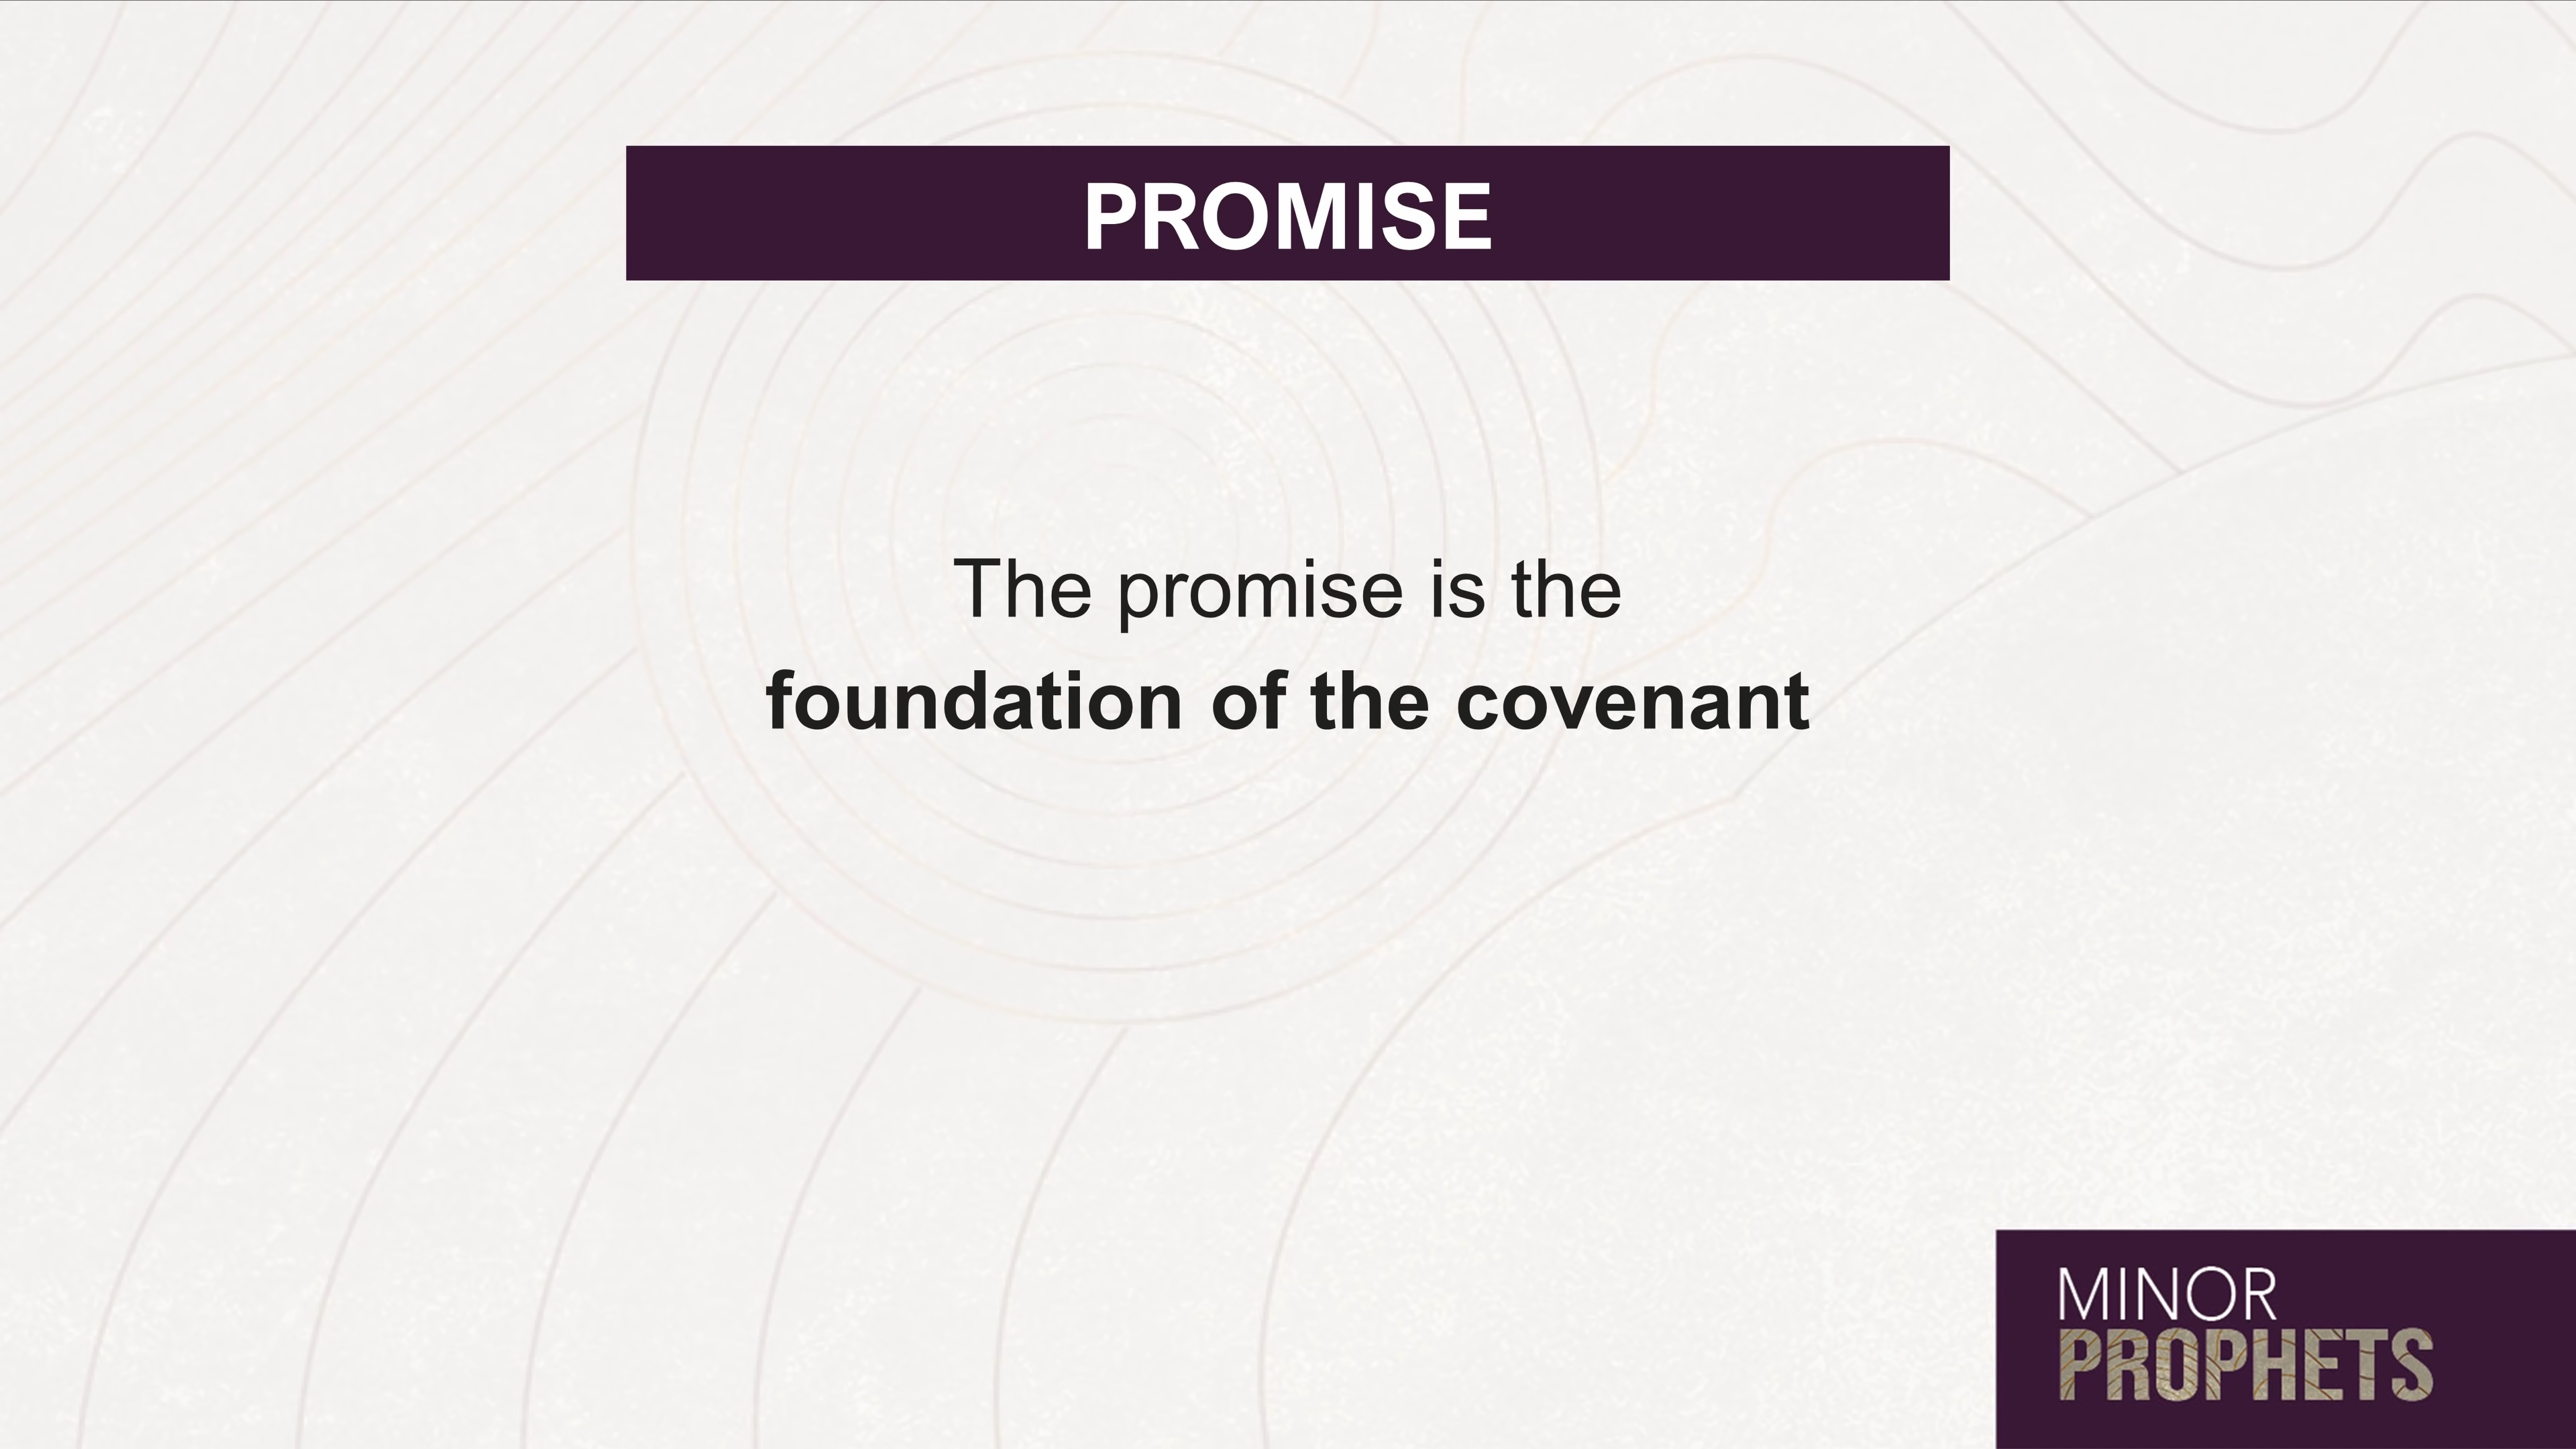 PROMISE
The promise is the
foundation of the covenant
MINOR
PROPHETS